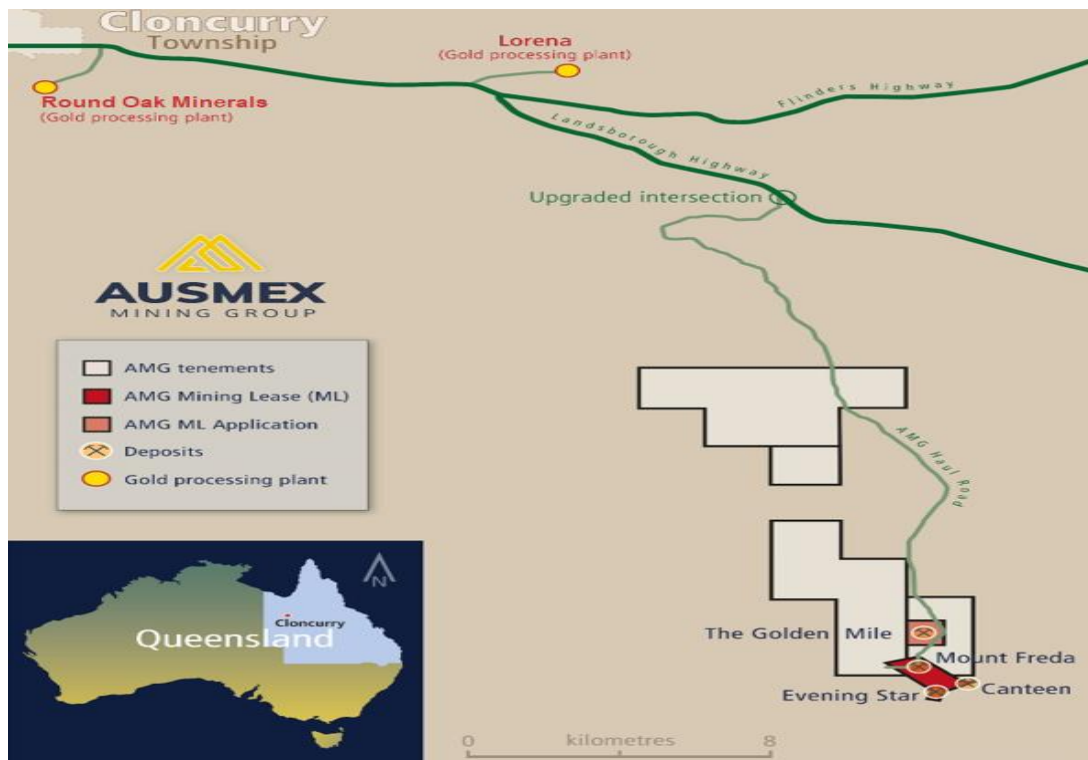 Cloncurry
Township
Lorena
(Gold processing plant)
Round Oak Minerals
(Gold processing plant)
Flinders Highway
Landsborough Highway
Upgraded intersection
AUSMEX
MINING GROUP
AMG tenements
AMG Mining Lease (ML)
AMG ML Application
Deposits
Gold processing plant
AMG Haul Road
N
Cloncurry
Queensland
The Golden Mile
Mount Freda
Canteen
Evening Star
0 kilometres 8